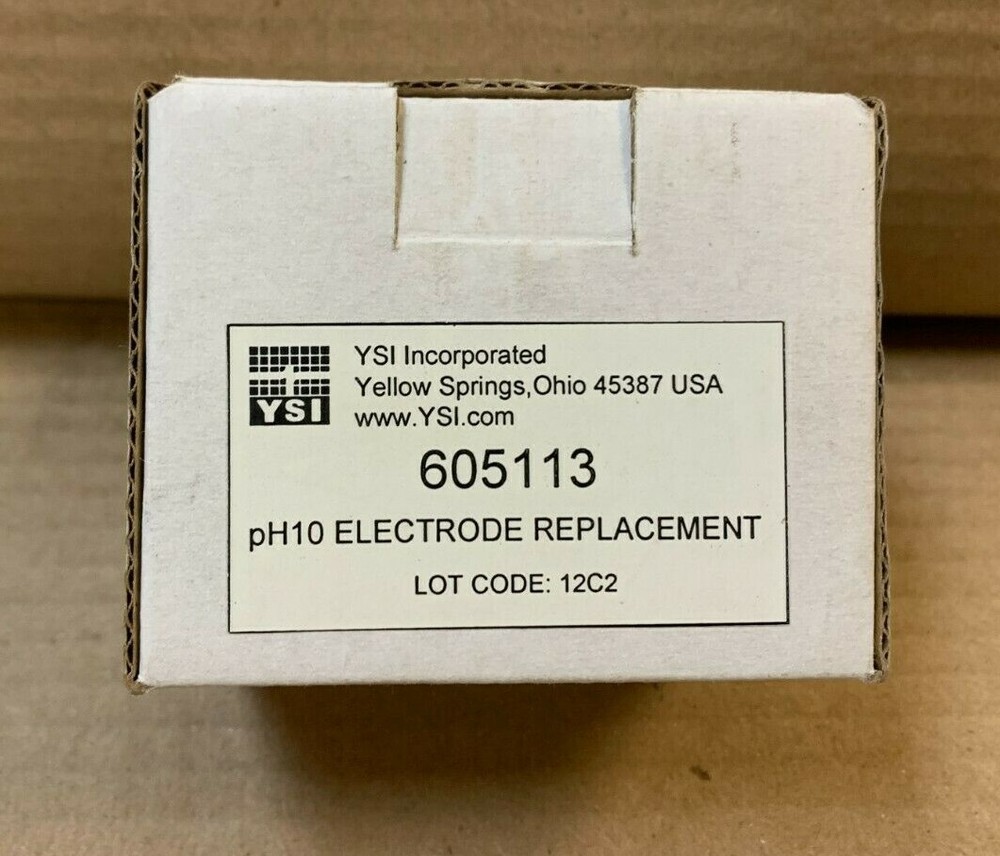 YSI Incorporated
Yellow Springs,Ohio 45387 USA
www.YSI.com
YSI
605113
pH10 ELECTRODE REPLACEMENT
LOT CODE: 12C2